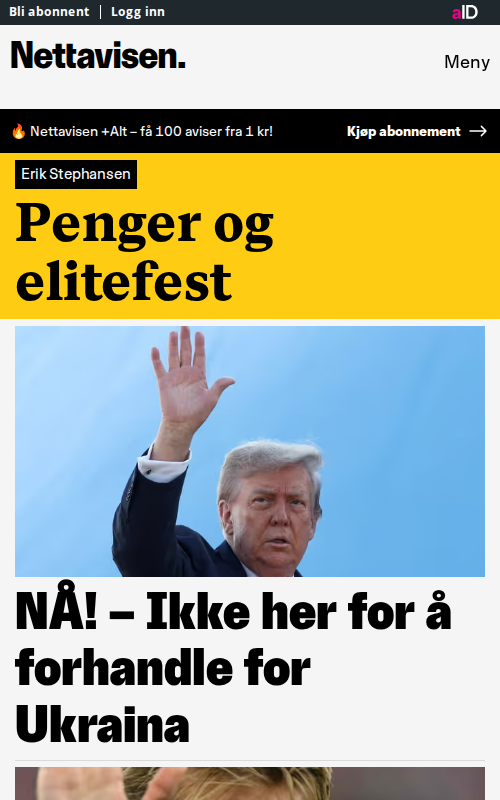 Bli abonnent | Logg inn
aID
Nettavisen.
Meny
🔥 Nettavisen +Alt – få 100 aviser fra 1 kr!
Kjøp abonnement →
Erik Stephansen
Penger og
elitefest
NÅ! – Ikke her for å
forhandle for
Ukraina